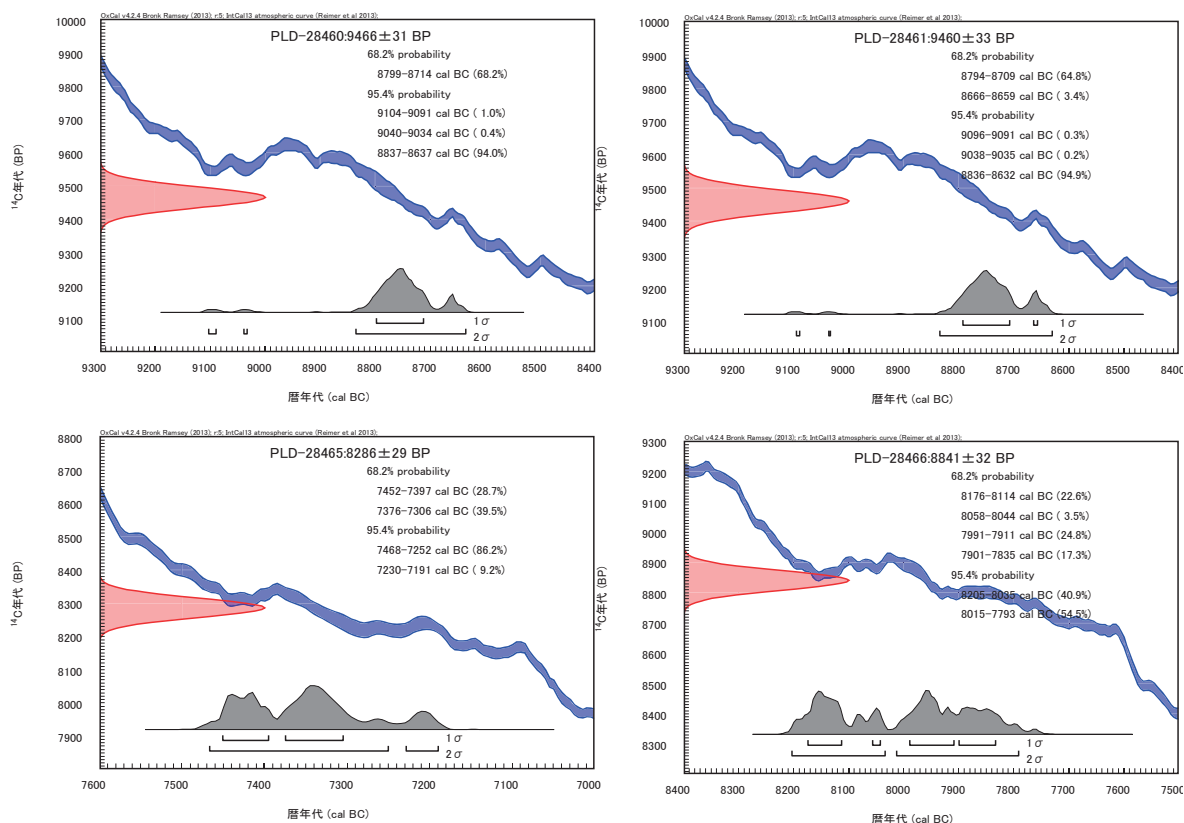 OxCal v4.2.4 Bronk Ramsey (2013); r:5; IntCal13 atmospheric curve (Reimer et al 2013);
PLD-28460:9466±31 BP
68.2% probability
8799-8714 cal BC (68.2%)
95.4% probability
9104-9091 cal BC ( 1.0%)
9040-9034 cal BC ( 0.4%)
8837-8637 cal BC (94.0%)
10000
9900
9800
9700
9600
9500
9400
9300
9200
9100
¹⁴C年代 (BP)
1σ
2σ
9300 9200 9100 9000 8900 8800 8700 8600 8500 8400
暦年代 (cal BC)
OxCal v4.2.4 Bronk Ramsey (2013); r:5; IntCal13 atmospheric curve (Reimer et al 2013);
PLD-28461:9460±33 BP
68.2% probability
8794-8709 cal BC (64.8%)
8666-8659 cal BC ( 3.4%)
95.4% probability
9096-9091 cal BC ( 0.3%)
9038-9035 cal BC ( 0.2%)
8836-8632 cal BC (94.9%)
10000
9900
9800
9700
9600
9500
9400
9300
9200
9100
¹⁴C年代 (BP)
1σ
2σ
9300 9200 9100 9000 8900 8800 8700 8600 8500 8400
暦年代 (cal BC)
OxCal v4.2.4 Bronk Ramsey (2013); r:5; IntCal13 atmospheric curve (Reimer et al 2013);
PLD-28465:8286±29 BP
68.2% probability
7452-7397 cal BC (28.7%)
7376-7306 cal BC (39.5%)
95.4% probability
7468-7252 cal BC (86.2%)
7230-7191 cal BC ( 9.2%)
8800
8700
8600
8500
8400
8300
8200
8100
8000
7900
¹⁴C年代 (BP)
1σ
2σ
7600 7500 7400 7300 7200 7100 7000
暦年代 (cal BC)
OxCal v4.2.4 Bronk Ramsey (2013); r:5; IntCal13 atmospheric curve (Reimer et al 2013);
PLD-28466:8841±32 BP
68.2% probability
8176-8114 cal BC (22.6%)
8058-8044 cal BC ( 3.5%)
7991-7911 cal BC (24.8%)
7901-7835 cal BC (17.3%)
95.4% probability
8205-8035 cal BC (40.9%)
8015-7793 cal BC (54.5%)
9300
9200
9100
9000
8900
8800
8700
8600
8500
8400
8300
¹⁴C年代 (BP)
1σ
2σ
8400 8300 8200 8100 8000 7900 7800 7700 7600 7500
暦年代 (cal BC)